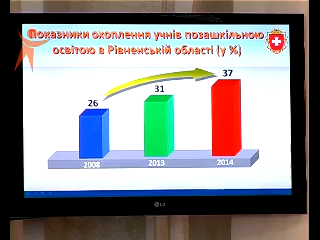 Показники охоплення учнів позашкільною
освітою в Рівненській області (у %)
26
31
37
2008
2013
2014
LG